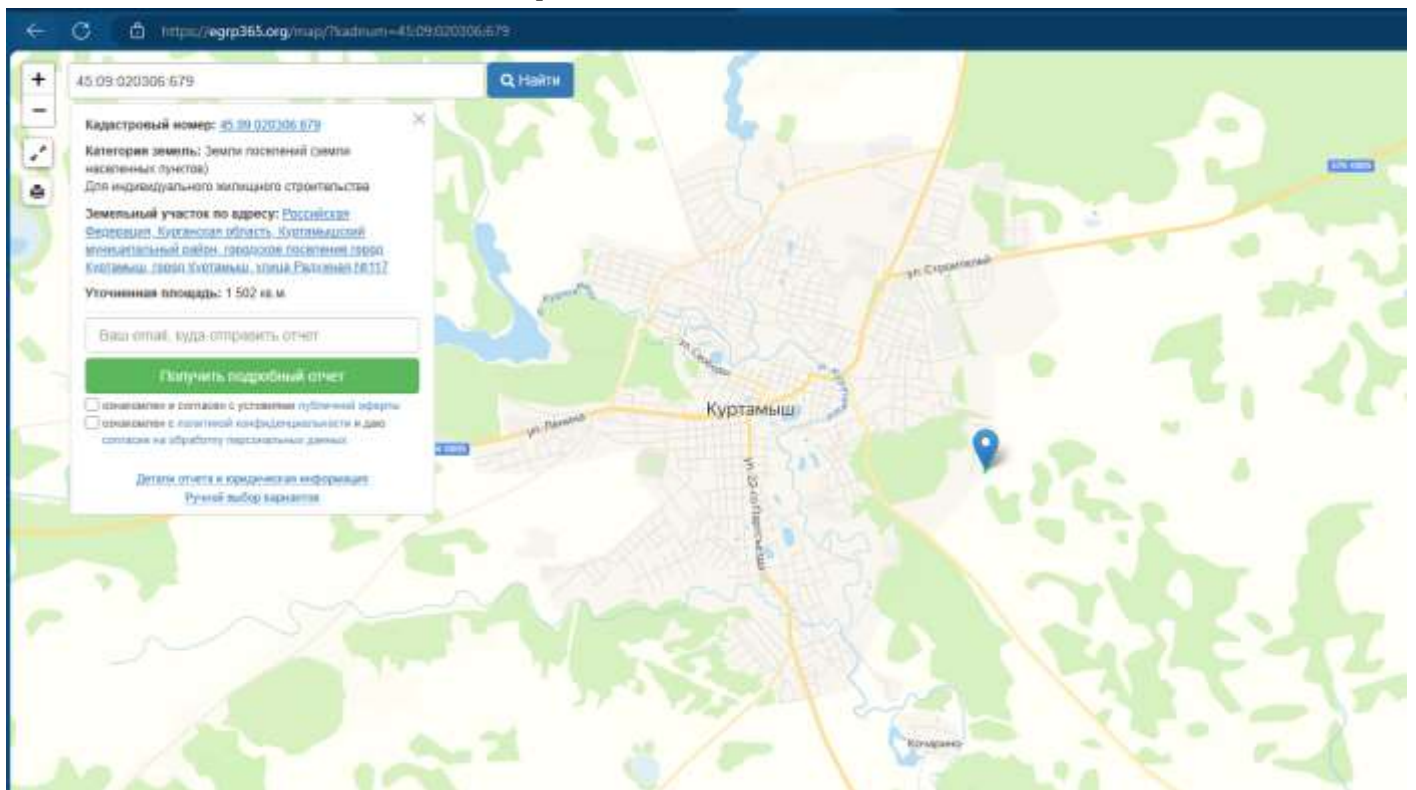 https://egrp365.org/map/?kadnum=45:09:020306:679
45:09:020306:679
Найти
Кадастровый номер: 45:09:020306:679
Категория земель: Земли поселений (земли
населенных пунктов)
Для индивидуального жилищного строительства
Земельный участок по адресу: Российская
Федерация, Курганская область, Куртамышский
муниципальный район, городское поселение город
Куртамыш, город Куртамыш, улица №117
Уточненная площадь: 1 502 кв.м.
Ваш email, куда отправить отчет
Получить подробный отчет
ознакомлен и согласен с условиями публичной оферты
ознакомлен с политикой конфиденциальности и даю
согласие на обработку персональных данных
Детали отчета и юридическая информация
Ручной выбор вариантов
ул. Строителей
ул. Свободы
Куртамыш
ул. Ленина
ул. 22-го Партсъезда